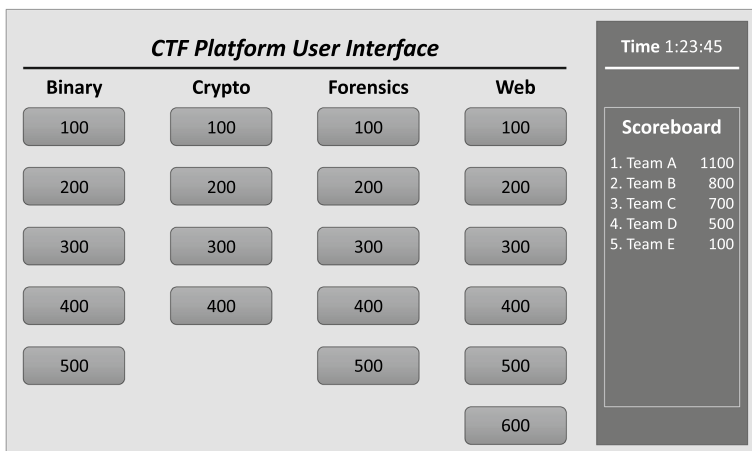 CTF Platform User Interface
Binary Crypto Forensics Web
100 100 100 100
200 200 200 200
300 300 300 300
400 400 400 400
500 500 500
600
Time 1:23:45
Scoreboard
1. Team A 1100
2. Team B 800
3. Team C 700
4. Team D 500
5. Team E 100